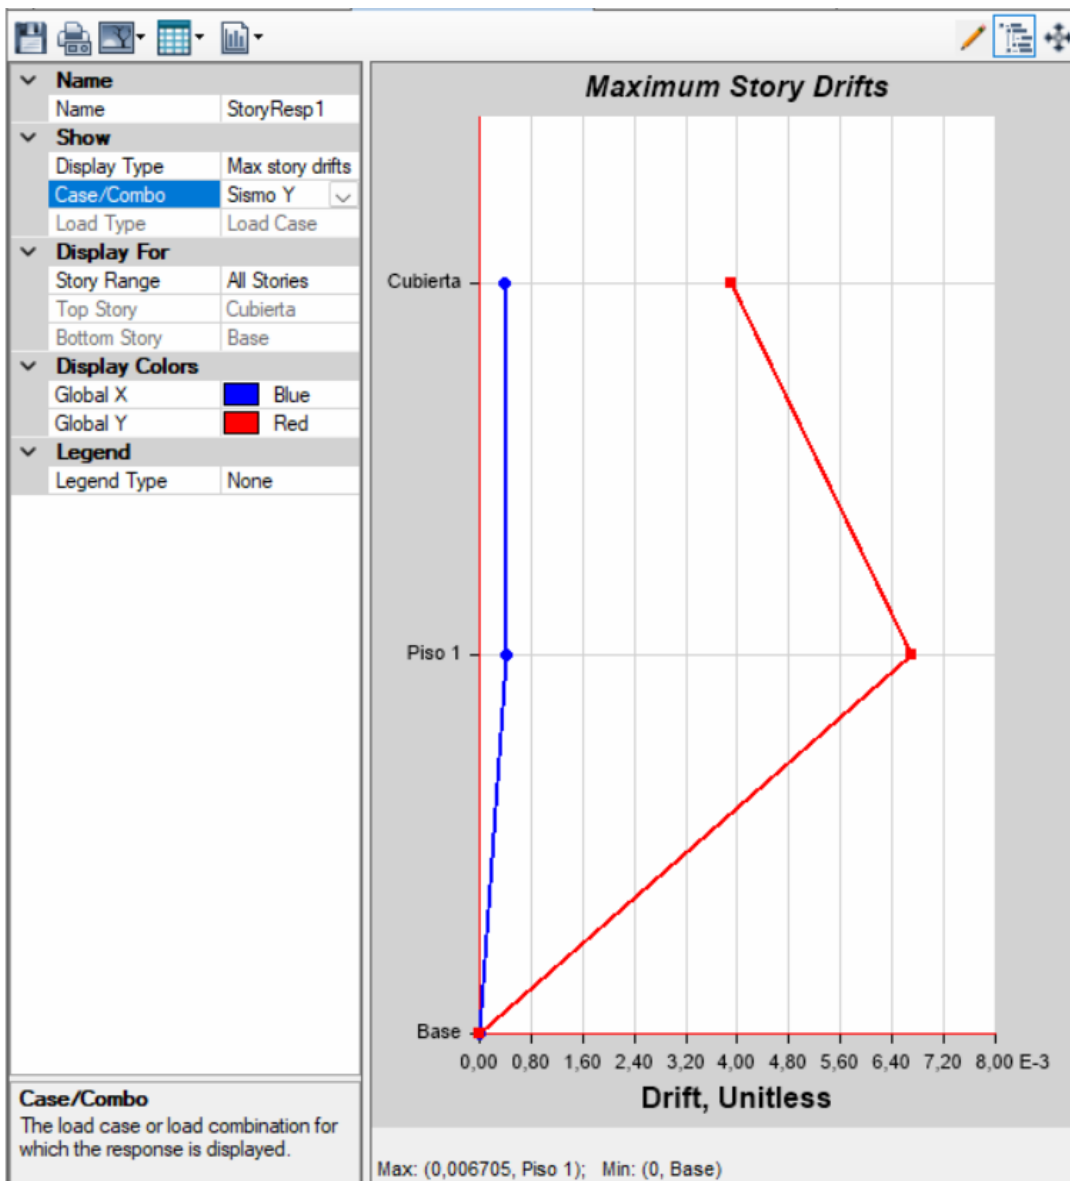 Name
Name StoryResp1
Show
Display Type Max story drifts
Case/Combo Sismo Y
Load Type Load Case
Display For
Story Range All Stories
Top Story Cubierta
Bottom Story Base
Display Colors
Global X Blue
Global Y Red
Legend
Legend Type None
Case/Combo
The load case or load combination for
which the response is displayed.
Maximum Story Drifts
Cubierta
Piso 1
Base
0,00 0,80 1,60 2,40 3,20 4,00 4,80 5,60 6,40 7,20 8,00 E-3
Drift, Unitless
Max: (0,006705, Piso 1); Min: (0, Base)